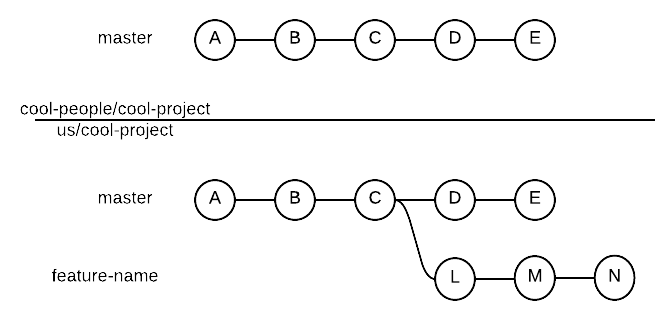 master A B C D E
cool-people/cool-project
us/cool-project
master A B C D E
feature-name L M N